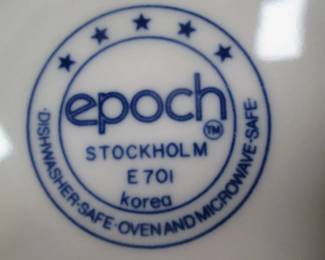 epoch
TM
STOCKHOLM
E 701
korea
·DISHWASHER-SAFE·OVEN AND MICROWAVE-SAFE·